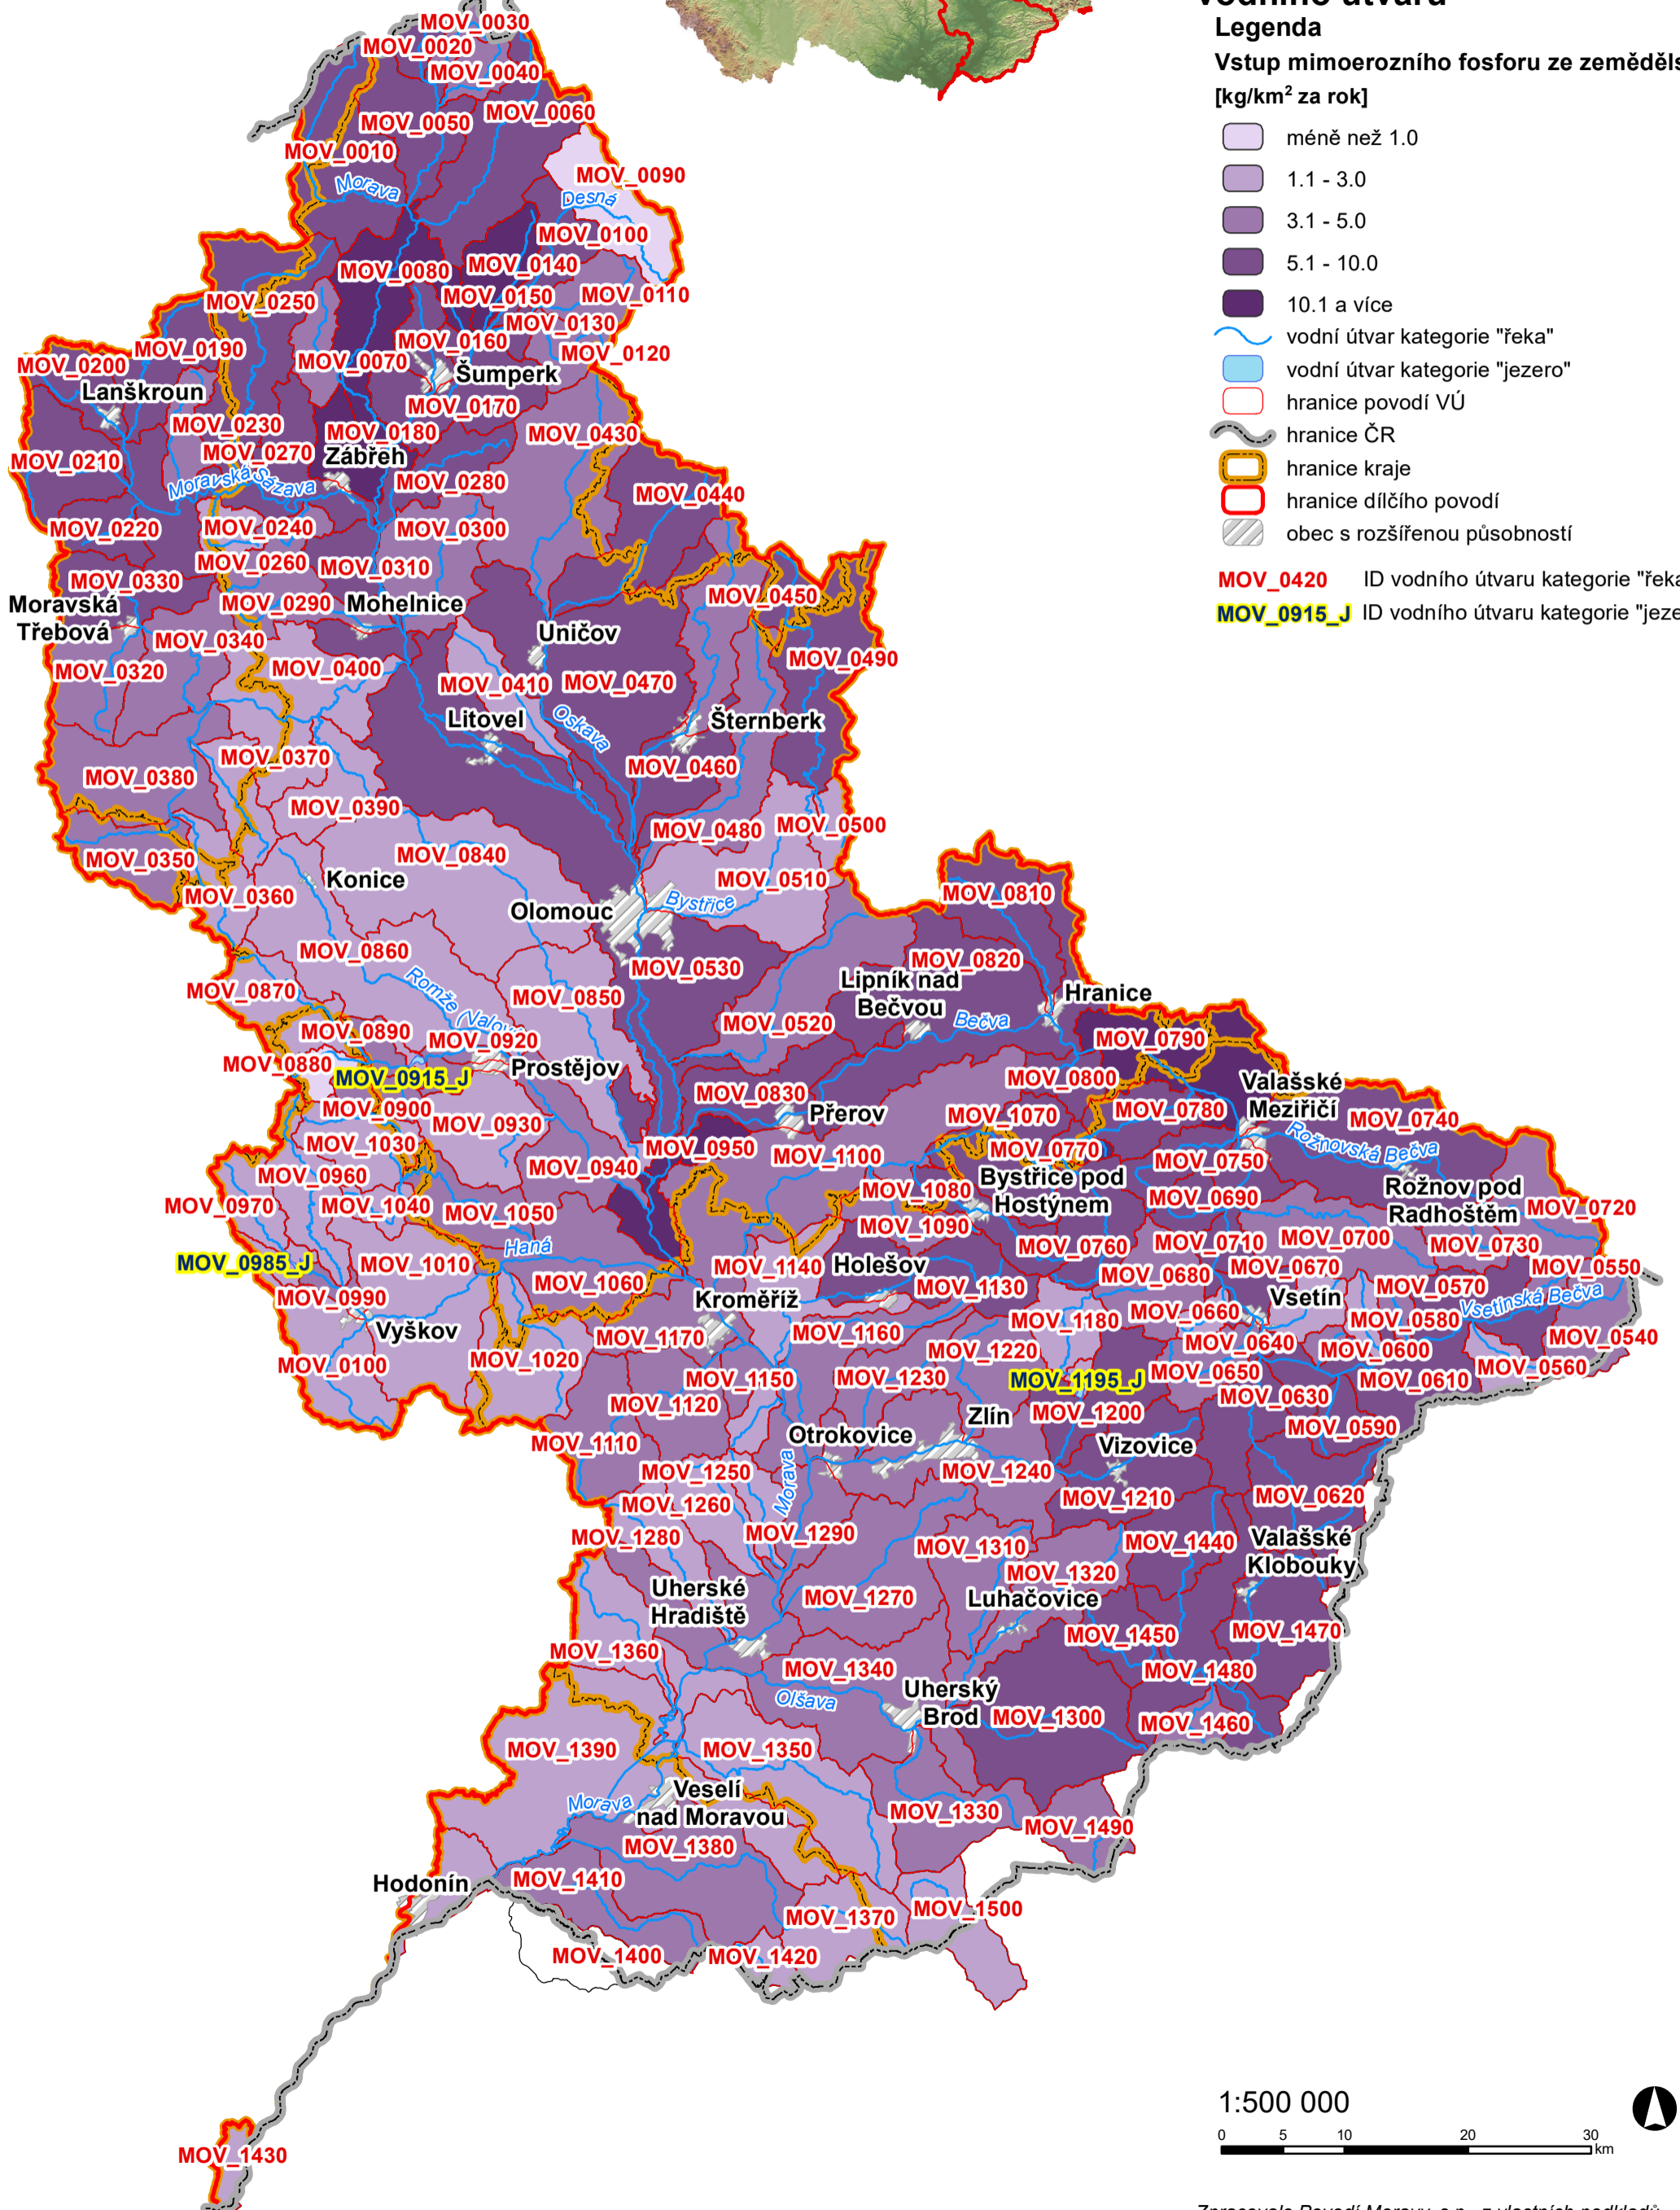 Legenda
[kg/km² za rok]
méně než 1.0
1.1 - 3.0
3.1 - 5.0
5.1 - 10.0
10.1 a více
vodní útvar kategorie "řeka"
vodní útvar kategorie "jezero"
hranice povodí VÚ
hranice ČR
hranice kraje
hranice dílčího povodí
obec s rozšířenou působností
MOV_0420 ID vodního útvaru kategorie
MOV_0915_J ID vodního útvaru kategorie
Vstup mimoerozního fosforu ze
MOV_0030
MOV_0020
MOV_0040
MOV_0060
MOV_0050
MOV_0010
Morava
MOV_0090
Desná
MOV_0100
MOV_0080
MOV_0140
MOV_0150
MOV_0110
MOV_0250
MOV_0130
MOV_0160
MOV_0120
MOV_0190
MOV_0200
MOV_0070
Šumperk
Lanškroun
MOV_0170
MOV_0230
MOV_0180
MOV_0430
MOV_0210
MOV_0270
Zábřeh
Moravská Sázava
MOV_0280
MOV_0440
MOV_0220
MOV_0240
MOV_0300
MOV_0260
MOV_0310
MOV_0330
MOV_0450
Moravská
Třebová
MOV_0290
Mohelnice
MOV_0340
Uničov
MOV_0320
MOV_0400
MOV_0490
MOV_0410
MOV_0470
Litovel
Oskava
Šternberk
MOV_0370
MOV_0460
MOV_0380
MOV_0390
MOV_0480
MOV_0500
MOV_0350
MOV_0840
Konice
MOV_0510
MOV_0360
Olomouc
Bystřice
MOV_0810
MOV_0860
MOV_0530
MOV_0820
Lipník nad
Bečvou
MOV_0870
Romže
MOV_0850
Hranice
MOV_0520
Bečva
MOV_0890
MOV_0920
MOV_0790
MOV_0880
MOV_0915_J
Prostějov
MOV_0800
Valašské
Meziříčí
MOV_0830
MOV_0900
MOV_0930
Přerov
MOV_1070
MOV_0780
MOV_0740
MOV_1030
MOV_0950
MOV_1100
MOV_0770
Rožnovská Bečva
MOV_0960
MOV_0940
MOV_0750
Bystřice pod
Hostýnem
MOV_1080
MOV_0970
MOV_1040
MOV_1050
MOV_0690
Rožnov pod
Radhoštěm
MOV_0720
MOV_1090
Haná
MOV_0760
MOV_0710
MOV_0700
MOV_0730
MOV_0985_J
MOV_1010
MOV_1140
Holešov
MOV_0680
MOV_0670
MOV_0550
MOV_1060
MOV_1130
MOV_0570
MOV_0990
Kroměříž
Vsetín
Vsetínská Bečva
Vyškov
MOV_1170
MOV_1160
MOV_1180
MOV_0660
MOV_0580
MOV_0540
MOV_0100
MOV_1020
MOV_1220
MOV_0640
MOV_0600
MOV_0560
MOV_1150
MOV_1230
MOV_1195_J
MOV_0650
MOV_0610
MOV_1120
MOV_0630
Zlín
MOV_1200
MOV_0590
MOV_1110
Otrokovice
Vizovice
MOV_1250
Morava
MOV_1240
MOV_1260
MOV_1210
MOV_0620
MOV_1280
MOV_1290
MOV_1310
MOV_1440
Valašské
Klobouky
MOV_1320
Uherské
Hradiště
MOV_1270
Luhačovice
MOV_1360
MOV_1450
MOV_1470
MOV_1340
MOV_1480
Olšava
Uherský
Brod
MOV_1300
MOV_1460
MOV_1390
MOV_1350
Veselí
nad Moravou
Morava
MOV_1330
MOV_1490
MOV_1380
Hodonín
MOV_1410
MOV_1370
MOV_1500
MOV_1400
MOV_1420
MOV_1430
1:500 000
0 5 10 20 30
km